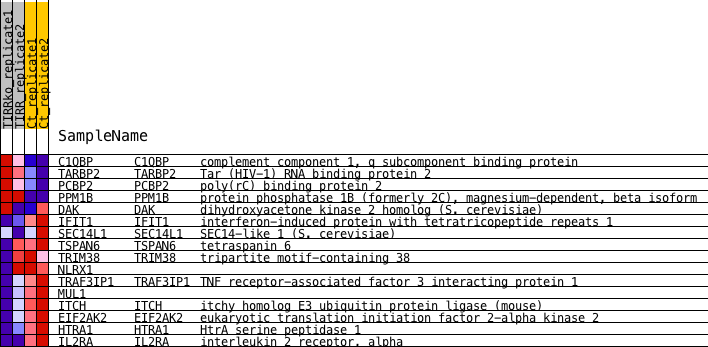 TIRRko_replicate1
TIRR_replicate2
Ct_replicate1
Ct_replicate2
SampleName
C1QBP C1QBP complement component 1, q subcomponent binding protein
TARBP2 TARBP2 Tar (HIV-1) RNA binding protein 2
PCBP2 PCBP2 poly(rC) binding protein 2
PPM1B PPM1B protein phosphatase 1B (formerly 2C), magnesium-dependent, beta isoform
DAK DAK dihydroxyacetone kinase 2 homolog (S. cerevisiae)
IFIT1 IFIT1 interferon-induced protein with tetratricopeptide repeats 1
SEC14L1 SEC14L1 SEC14-like 1 (S. cerevisiae)
TSPAN6 TSPAN6 tetraspanin 6
TRIM38 TRIM38 tripartite motif-containing 38
NLRX1
TRAF3IP1 TRAF3IP1 TNF receptor-associated factor 3 interacting protein 1
MUL1
ITCH ITCH itchy homolog E3 ubiquitin protein ligase (mouse)
EIF2AK2 EIF2AK2 eukaryotic translation initiation factor 2-alpha kinase 2
HTRA1 HTRA1 HtrA serine peptidase 1
IL2RA IL2RA interleukin 2 receptor, alpha